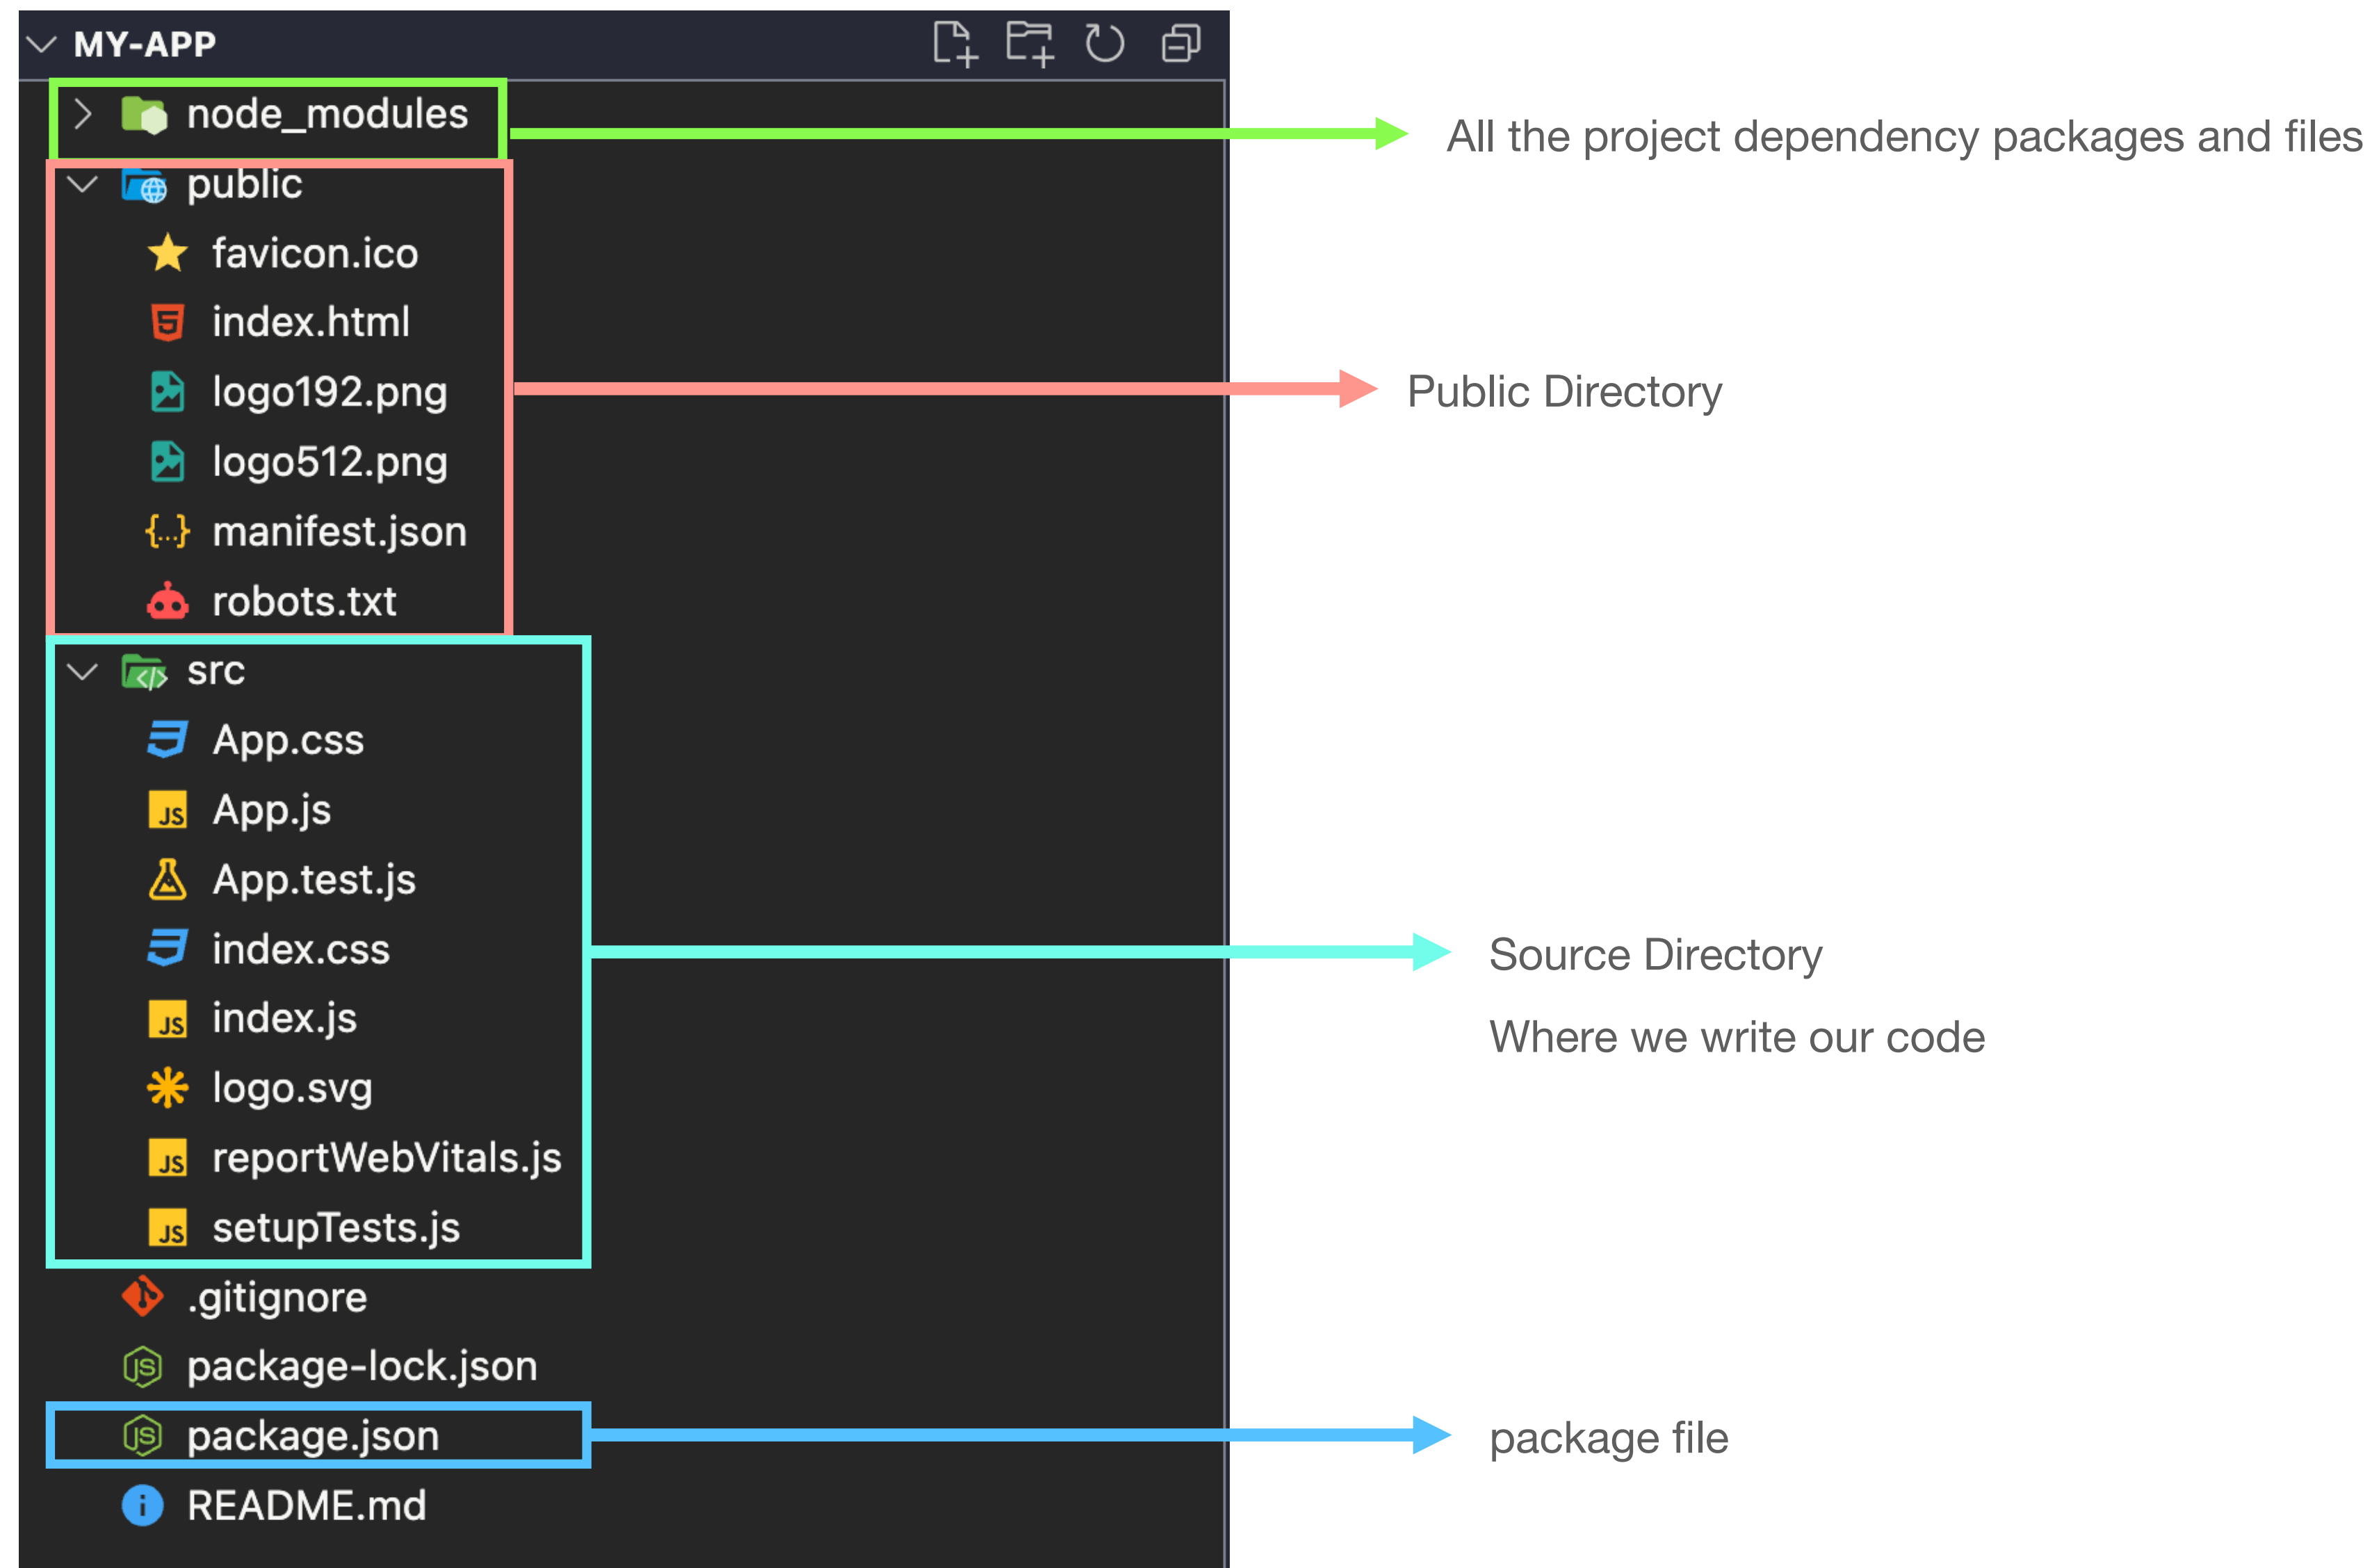 MY-APP
node_modules
All the project dependency packages and files
public
favicon.ico
index.html
logo192.png
Public Directory
logo512.png
manifest.json
robots.txt
src
App.css
App.js
App.test.js
index.css
Source Directory
index.js
Where we write our code
logo.svg
reportWebVitals.js
setupTests.js
.gitignore
package-lock.json
package.json
package file
README.md